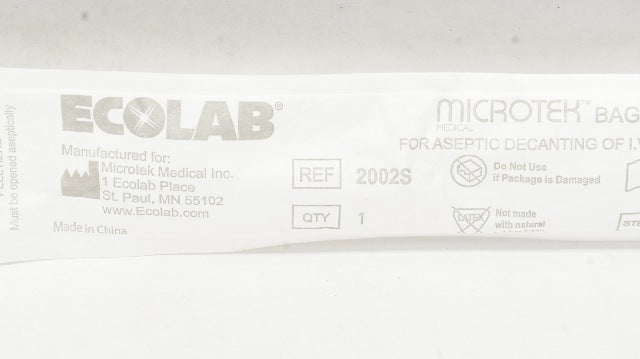 Must be opened aseptically
ECOLAB®
Manufactured for:
Microtek Medical Inc.
1 Ecolab Place
St. Paul, MN 55102
www.Ecolab.com
Made in China
MICROTEK™ BAG
MEDICAL
FOR ASEPTIC DECANTING OF I.V
REF 2002S
QTY 1
Do Not Use
if Package is Damaged
LATEX
Not made
with natural